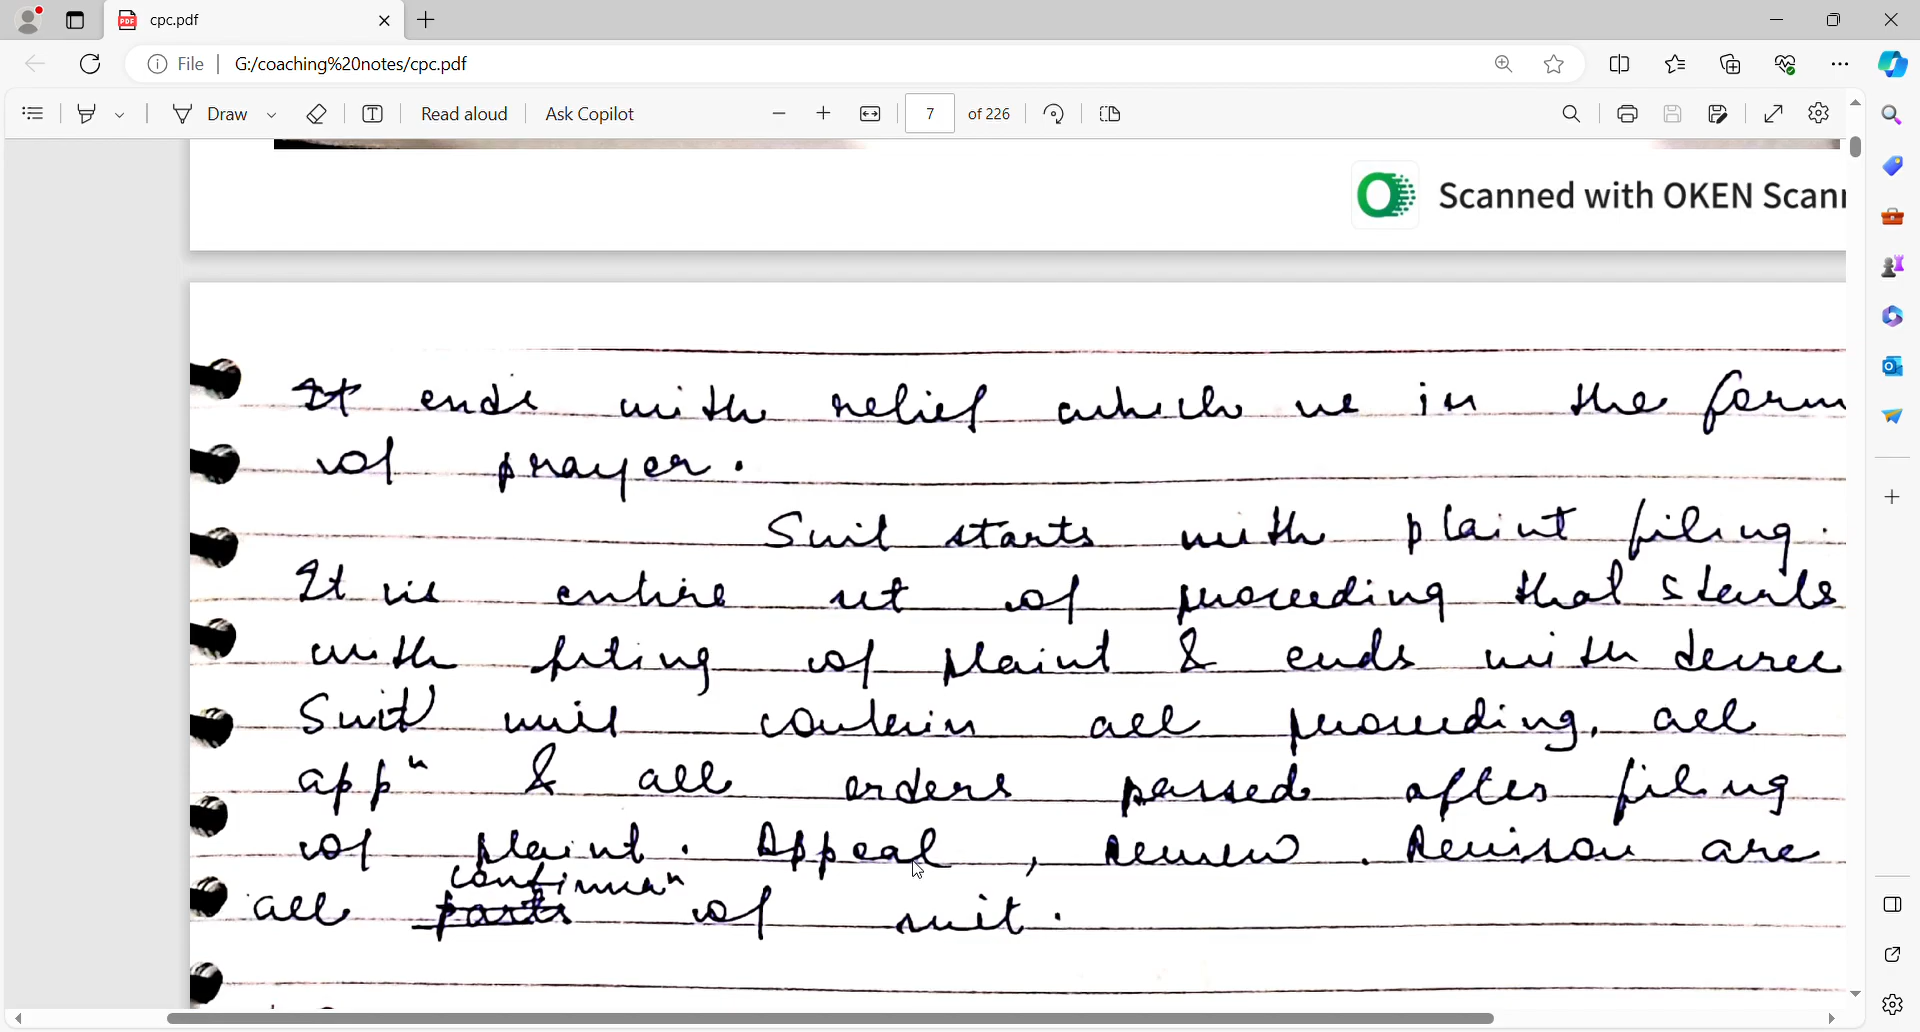 cpc.pdf
File G:/coaching%20notes/cpc.pdf
Draw Read aloud Ask Copilot 7 of 226
Scanned with OKEN Scann
It ends with relief which is in the form
of prayer.
Suit starts with plaint filing.
It is entire set of proceeding that starts
with filing of plaint & ends with decree
Suit will contain all proceeding, all
appⁿ & all orders passed after filing
of plaint. Appeal, Review, Revison are
continuaⁿ
all parts of suit.